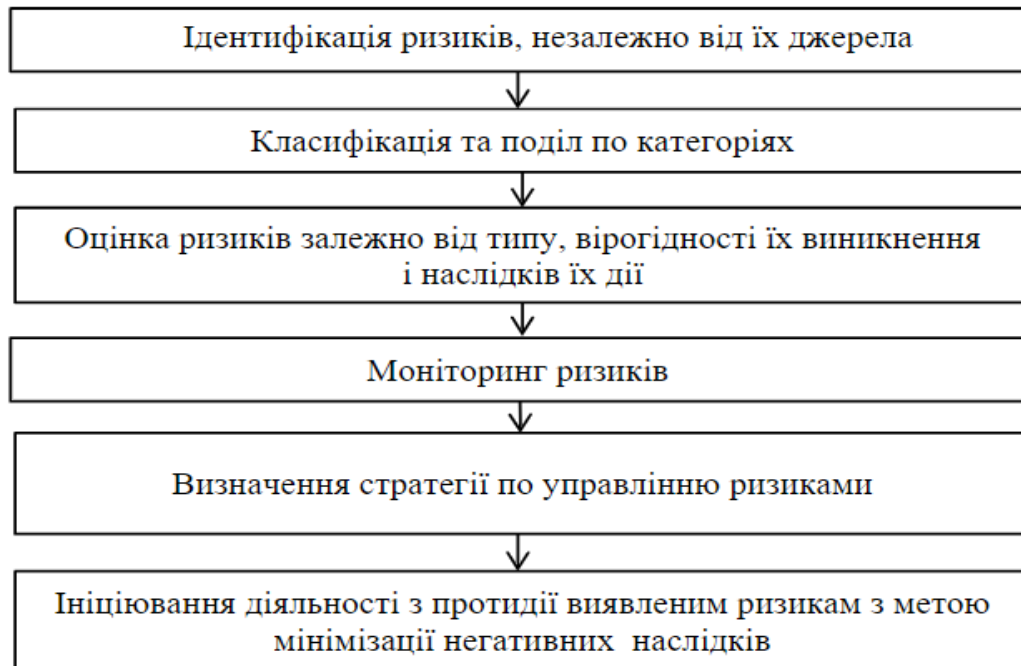 Ідентифікація ризиків, незалежно від їх джерела
Класифікація та поділ по категоріях
Оцінка ризиків залежно від типу, вірогідності їх виникнення
і наслідків їх дії
Моніторинг ризиків
Визначення стратегії по управлінню ризиками
Ініціювання діяльності з протидії виявленим ризикам з метою
мінімізації негативних наслідків